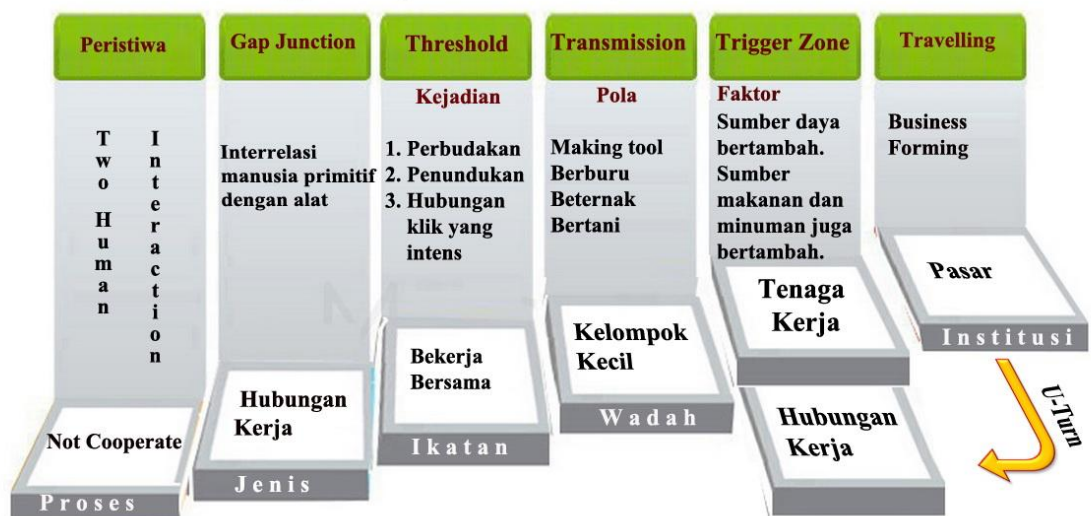 Peristiwa
Two Human
Interaction
Not Cooperate
Proses
Gap Junction
Interrelasi
manusia primitif
dengan alat
Hubungan
Kerja
Jenis
Threshold
Kejadian
1. Perbudakan
2. Penundukan
3. Hubungan
klik yang
intens
Bekerja
Bersama
Ikatan
Transmission
Pola
Making tool
Berburu
Beternak
Bertani
Kelompok
Kecil
Wadah
Trigger Zone
Faktor
Sumber daya
bertambah.
Sumber
makanan dan
minuman juga
bertambah.
Tenaga
Kerja
Hubungan
Kerja
Travelling
Business
Forming
Pasar
Institusi
U-Turn